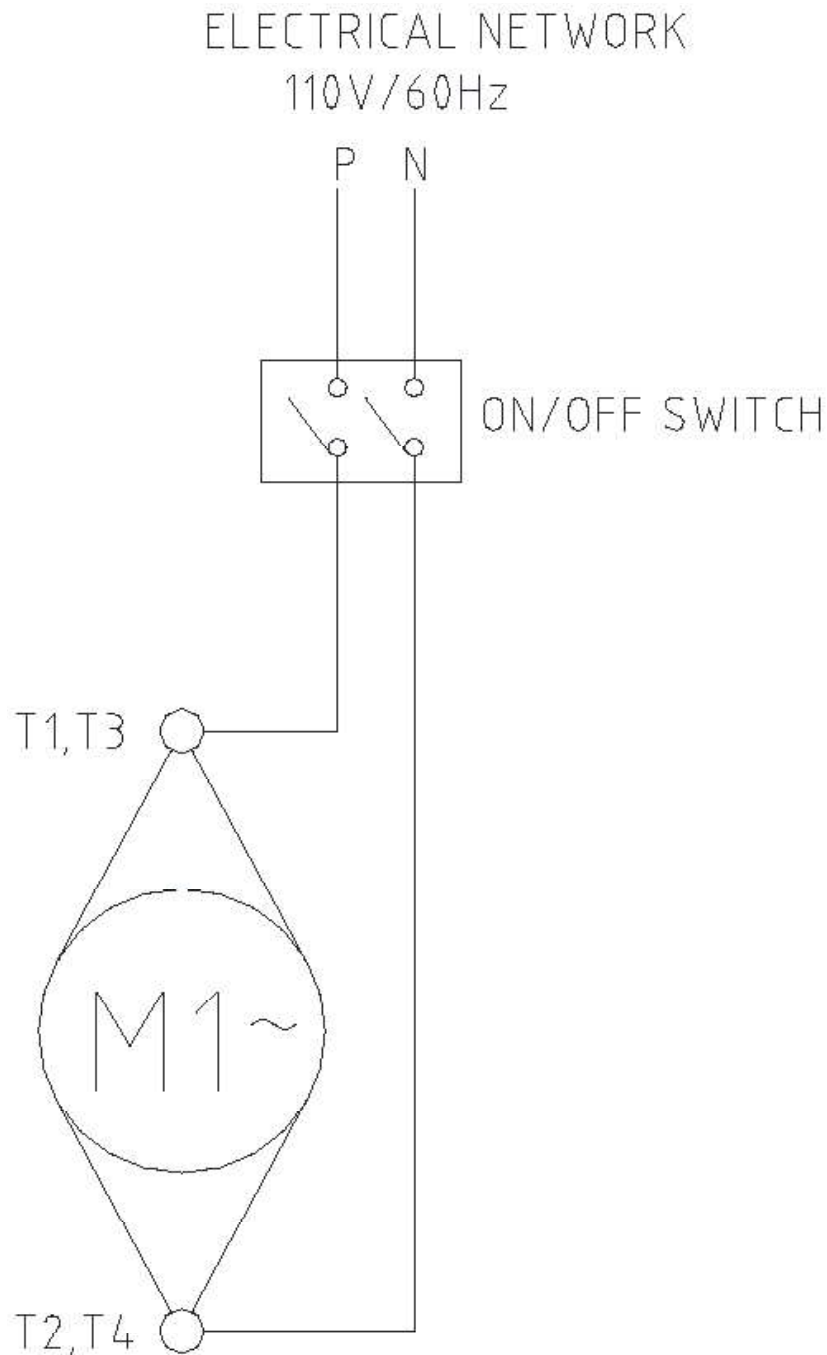 ELECTRICAL NETWORK
110V/60Hz
P N
ON/OFF SWITCH
T1,T3
M1~
T2,T4